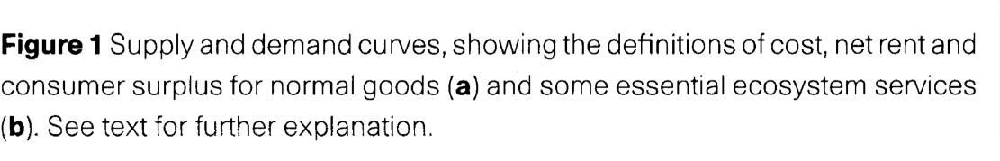 Figure 1 Supply and demand curves, showing the definitions of cost, net rent and
consumer surplus for normal goods (a) and some essential ecosystem services
(b). See text for further explanation.